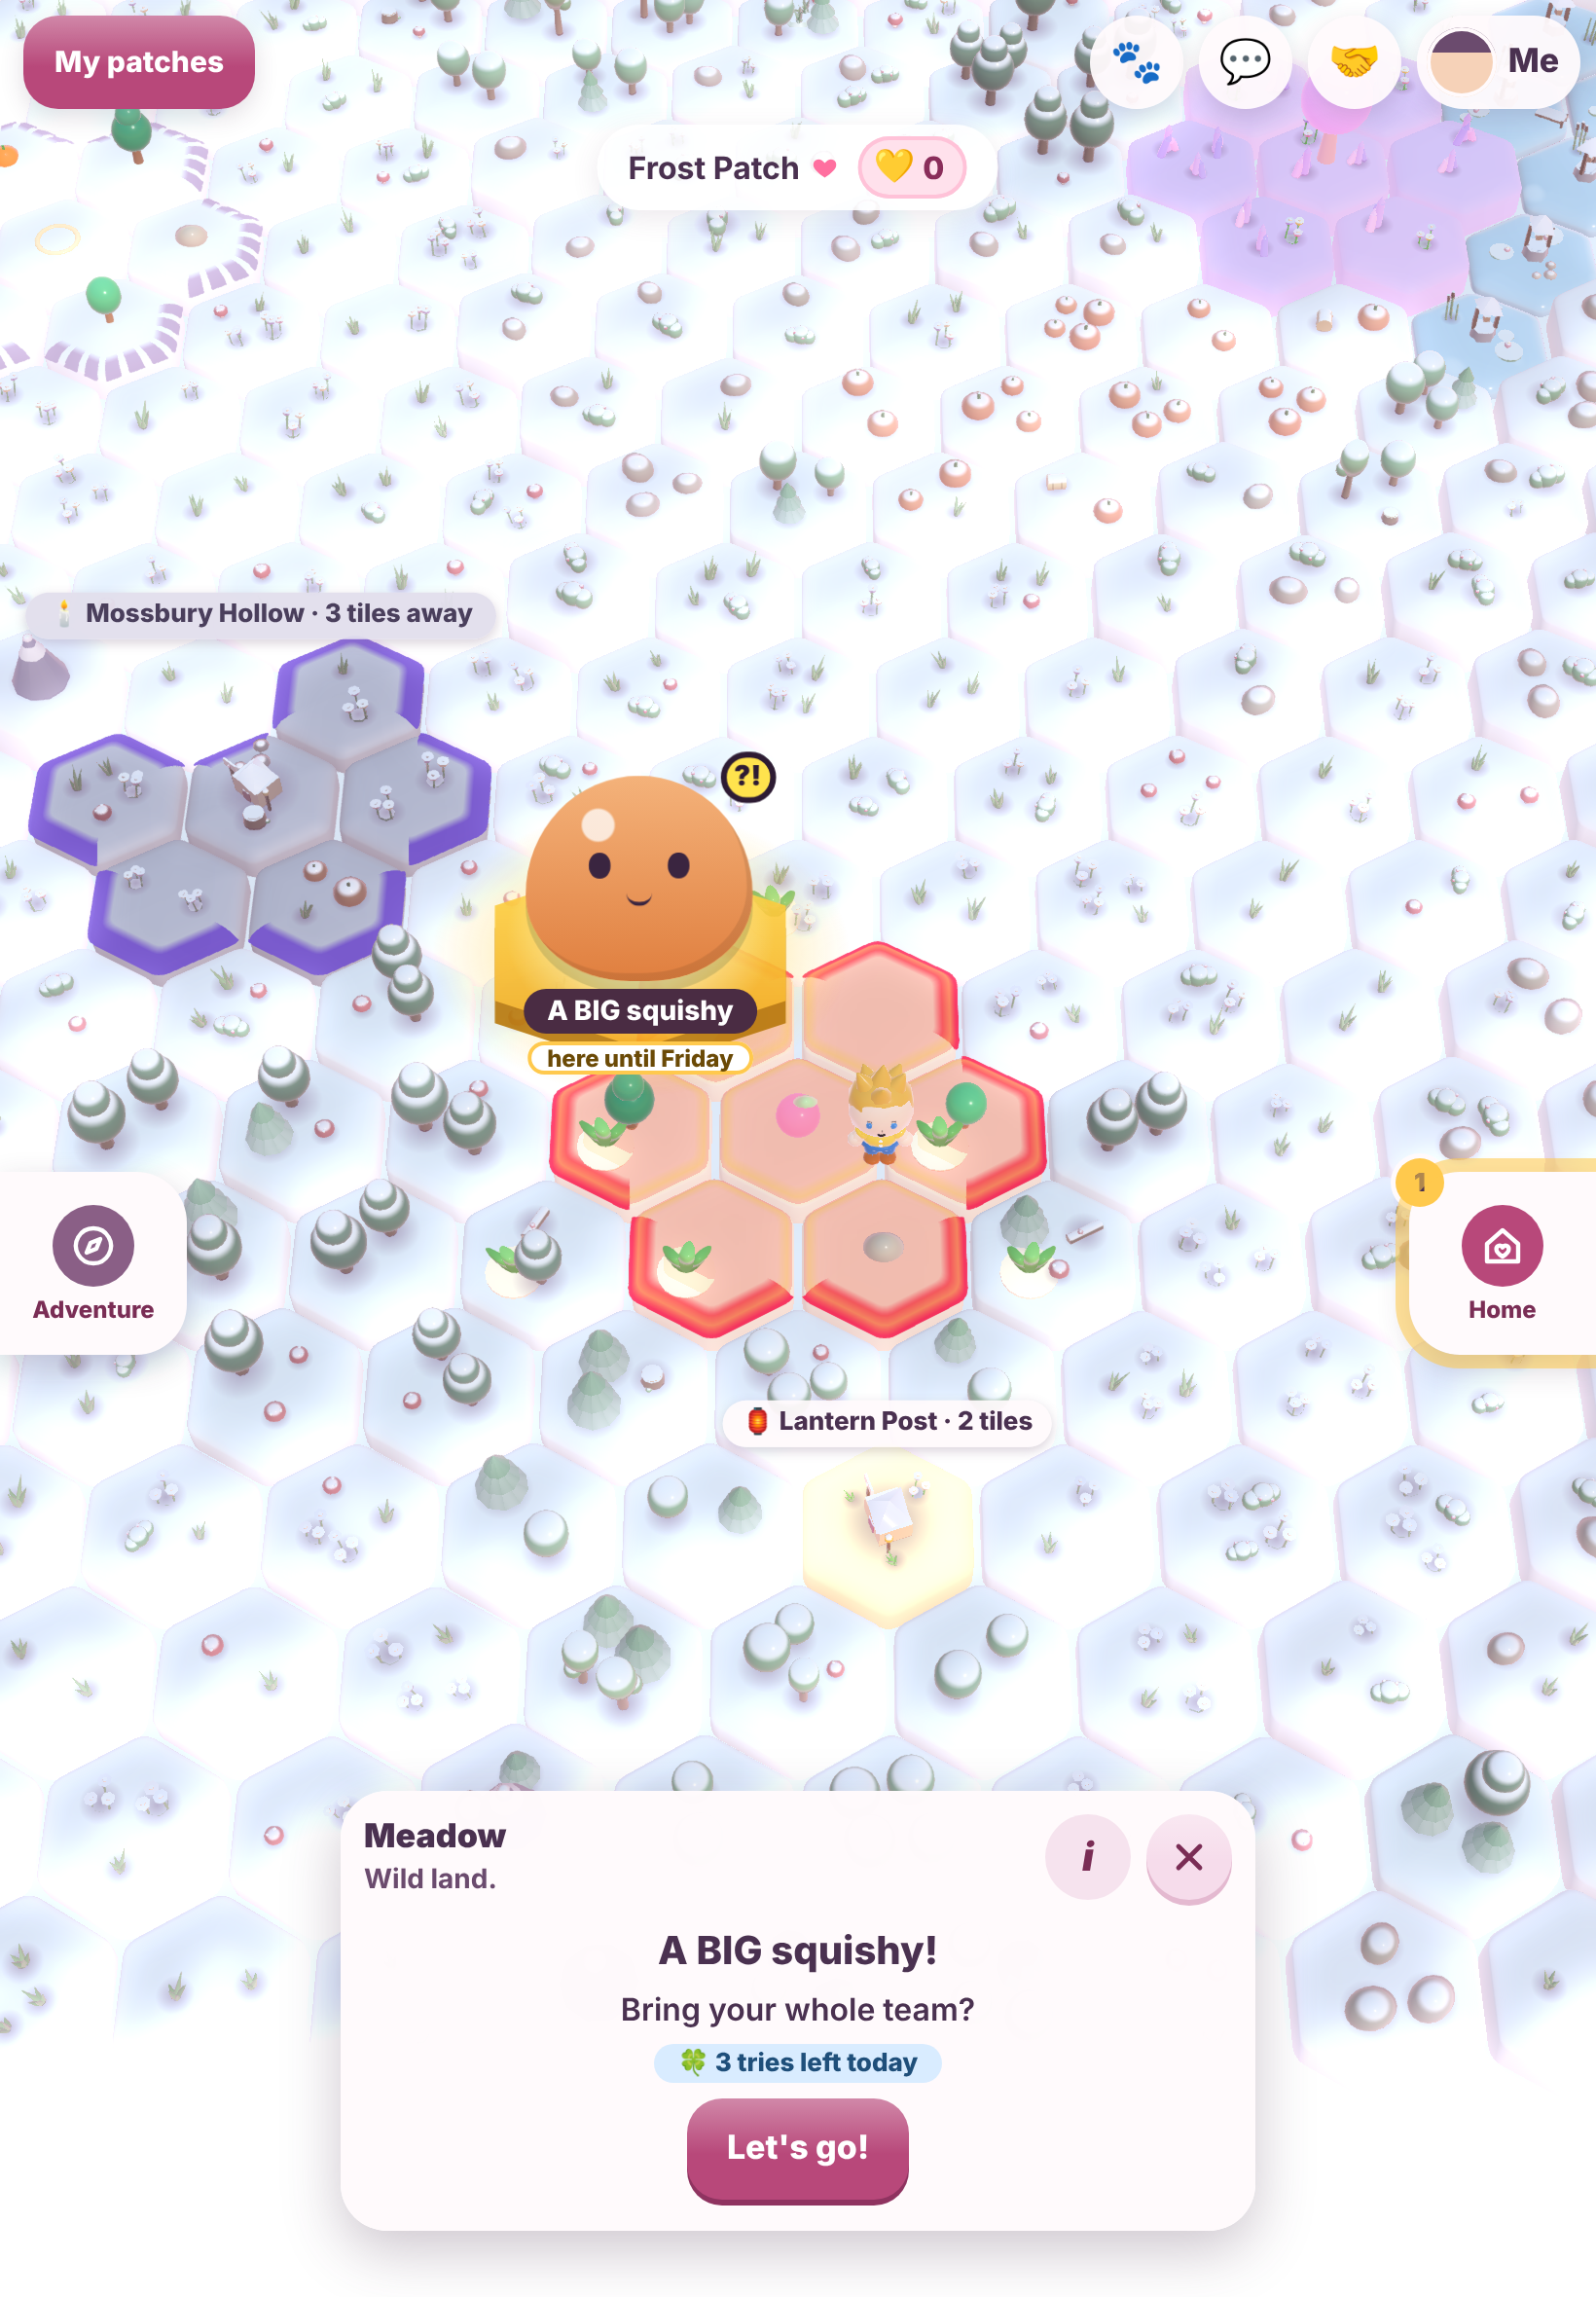 My patches
🐾
💬
🤝
Me
Frost Patch ♥ 💛 0
🕯️ Mossbury Hollow · 3 tiles away
?!
A BIG squishy
here until Friday
1
Adventure
Home
🏮 Lantern Post · 2 tiles
Meadow
i
Wild land.
A BIG squishy!
Bring your whole team?
🍀 3 tries left today
Let's go!